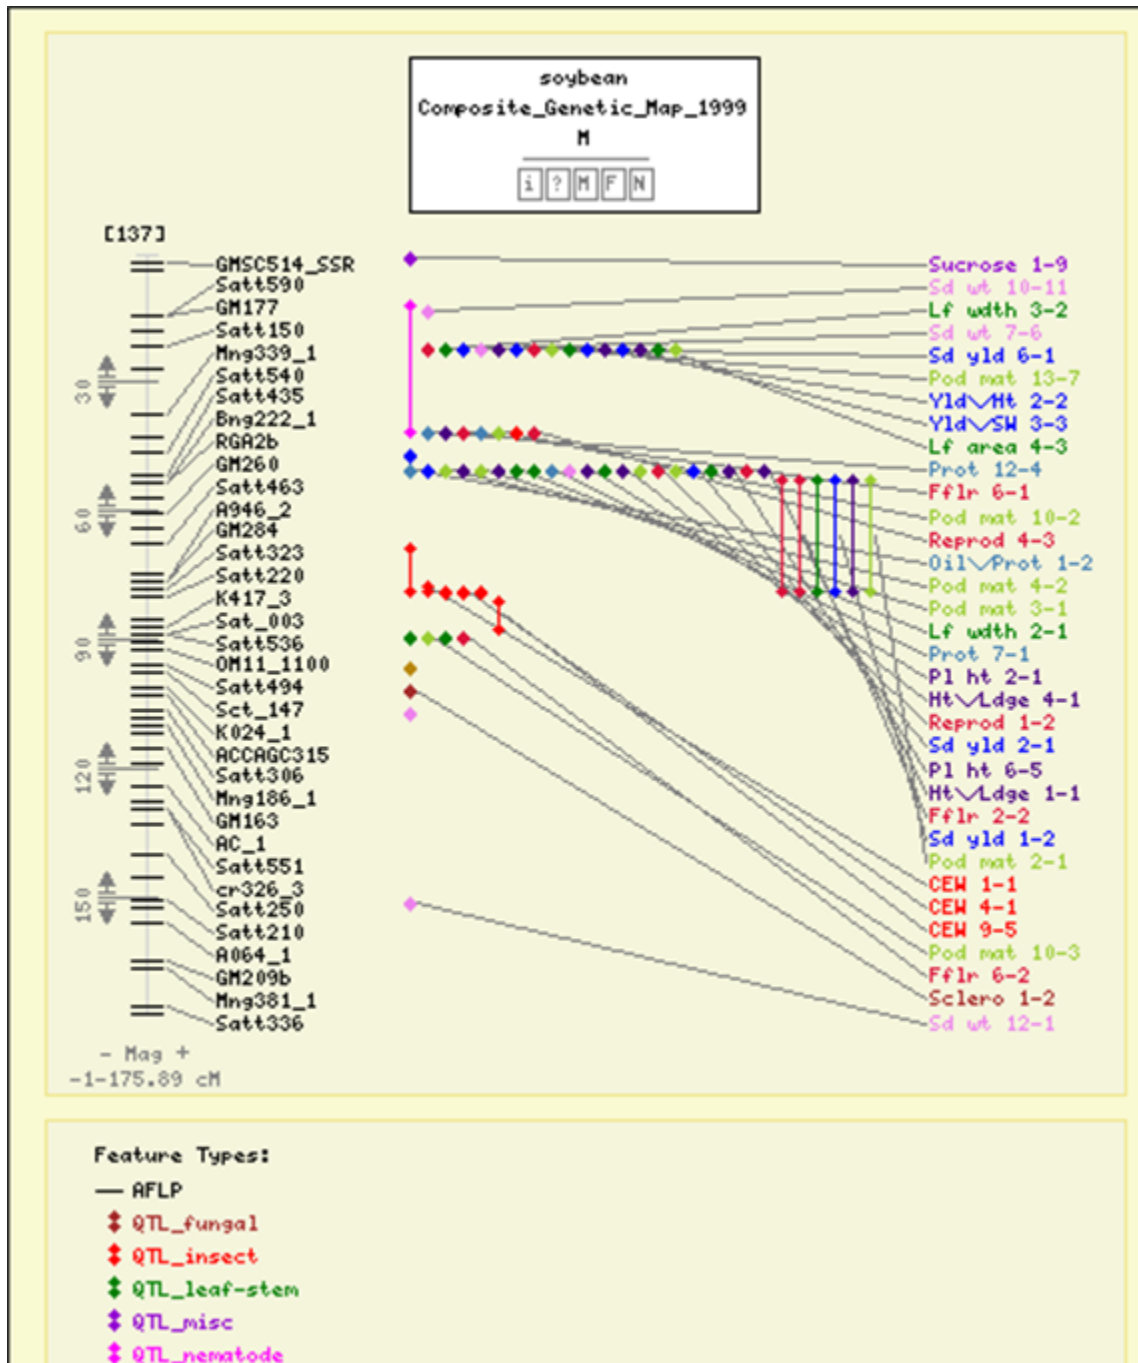 soybean
Composite_Genetic_Map_1999
M
i ? M F N
[137]
GMSC514_SSR
Satt590
GM177
Satt150
Mng339_1
Satt540
Satt435
Bng222_1
RGA2b
GM260
Satt463
A946_2
GM284
Satt323
Satt220
K417_3
Sat_003
Satt536
OM11_1100
Satt494
Sct_147
K024_1
ACCAGC315
Satt306
Mng186_1
GM163
AC_1
Satt551
cr326_3
Satt250
Satt210
A064_1
GM209b
Mng381_1
Satt336
30
60
90
120
150
Sucrose 1-9
Sd wt 10-11
Lf wdth 3-2
Sd wt 7-6
Sd yld 6-1
Pod mat 13-7
Yld\/Ht 2-2
Yld\/SW 3-3
Lf area 4-3
Prot 12-4
Fflr 6-1
Pod mat 10-2
Reprod 4-3
Oil\/Prot 1-2
Pod mat 4-2
Pod mat 3-1
Lf wdth 2-1
Prot 7-1
Pl ht 2-1
Ht\/Ldge 4-1
Reprod 1-2
Sd yld 2-1
Pl ht 6-5
Ht\/Ldge 1-1
Fflr 2-2
Sd yld 1-2
Pod mat 2-1
CEW 1-1
CEW 4-1
CEW 9-5
Pod mat 10-3
Fflr 6-2
Sclero 1-2
Sd wt 12-1
- Mag +
-1-175.89 cM
Feature Types:
AFLP
QTL_fungal
QTL_insect
QTL_leaf-stem
QTL_misc
QTL_nematode